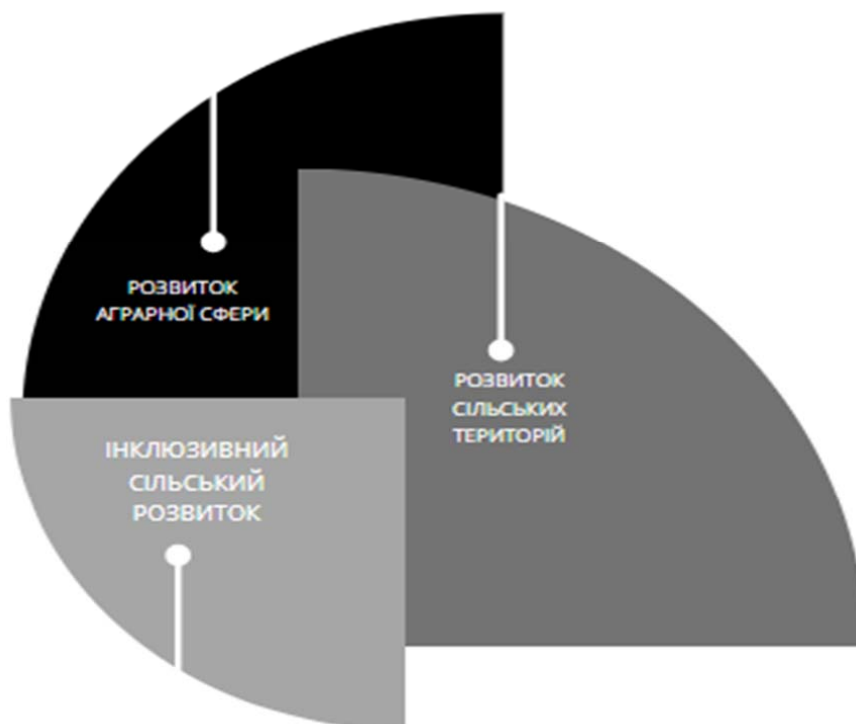 РОЗВИТОК
АГРАРНОЇ СФЕРИ
РОЗВИТОК
СІЛЬСЬКИХ
ТЕРИТОРІЙ
ІНКЛЮЗИВНИЙ
СІЛЬСЬКИЙ
РОЗВИТОК